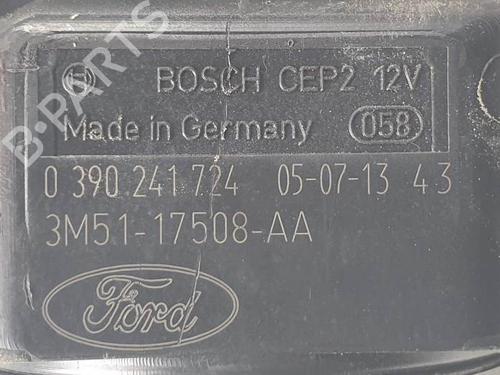 BOSCH CEP2 12V
Made in Germany 058
0 390 241 724 05-07-13 43
3M51-17508-AA
Ford
B-PARTS